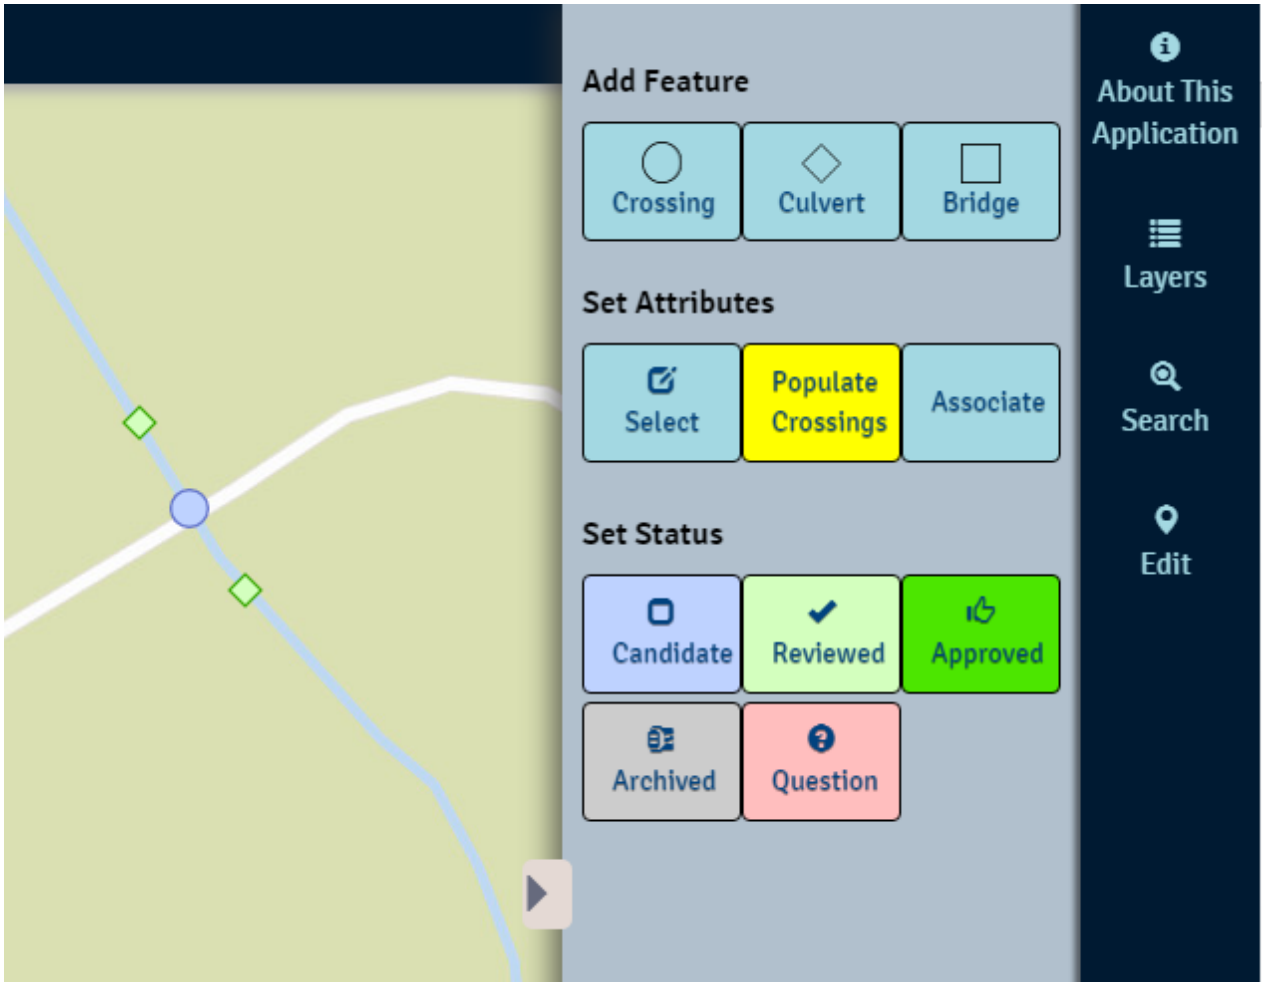 Add Feature
Crossing
Culvert
Bridge
Set Attributes
Select
Populate
Crossings
Associate
Set Status
Candidate
Reviewed
Approved
Archived
Question
About This
Application
Layers
Search
Edit